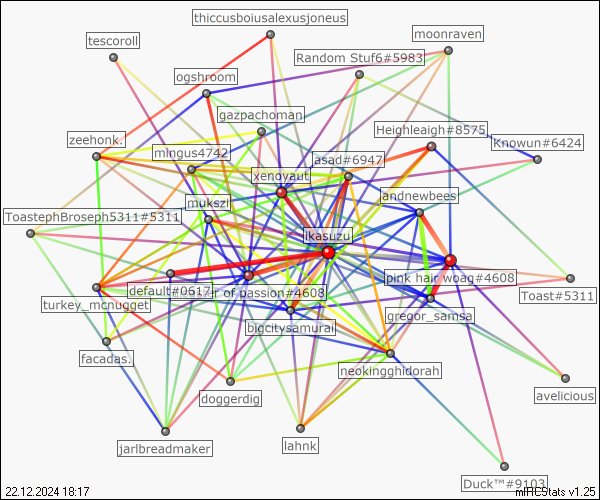 thiccusboiusalexusjoneus
moonraven
tescoroll
Random Stuf6#5983
ogshroom
gazpachoman
Heighleaigh#8575
zeehonk.
Knowun#6424
mingus4742
asad#6947
xenoyaut
andnewbees
mukszi
ToastephBroseph5311#5311
ikasuzu
default#0617
er of passion#4608
pink hair woag#4608
Toast#5311
turkey_mcnugget
gregor_samsa
bigcitysamurai
facadas.
neokingghidorah
doggerdig
avelicious
jarlbreadmaker
lahnk
Duck™#9103
22.12.2024 18:17
mIRCStats v1.25